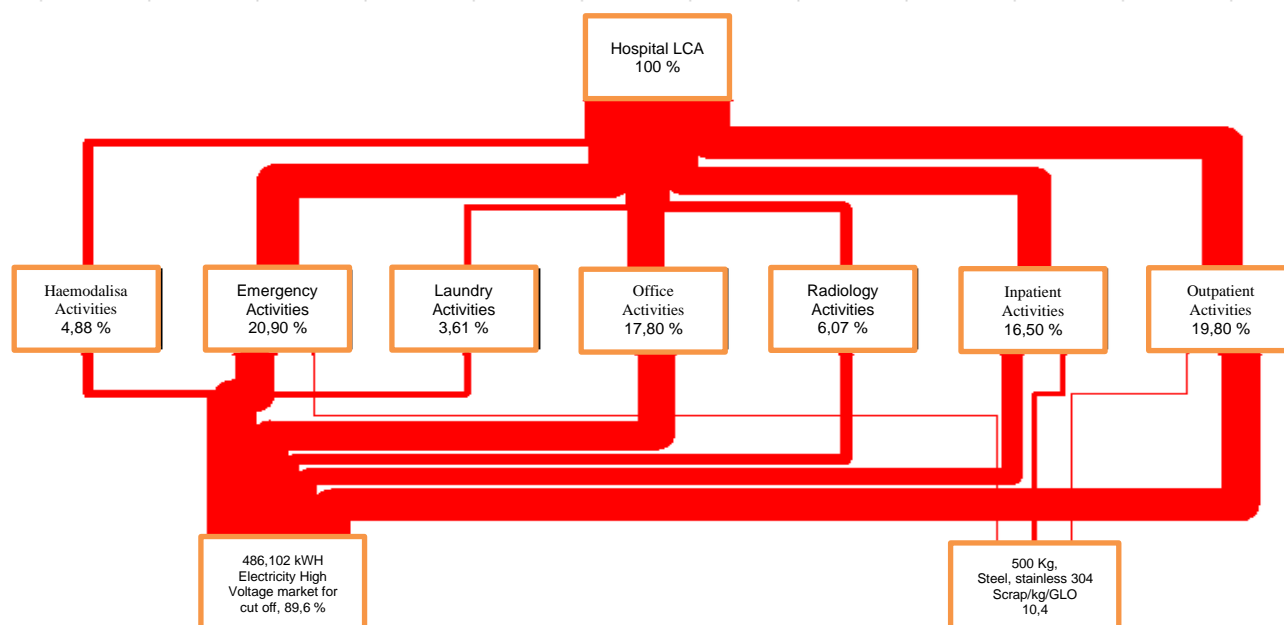 Hospital LCA
100 %
Haemodalisa
Activities
4,88 %
Emergency
Activities
20,90 %
Laundry
Activities
3,61 %
Office
Activities
17,80 %
Radiology
Activities
6,07 %
Inpatient
Activities
16,50 %
Outpatient
Activities
19,80 %
486,102 kWH
Electricity High
Voltage market for
cut off, 89,6 %
500 Kg,
Steel, stainless 304
Scrap/kg/GLO
10,4